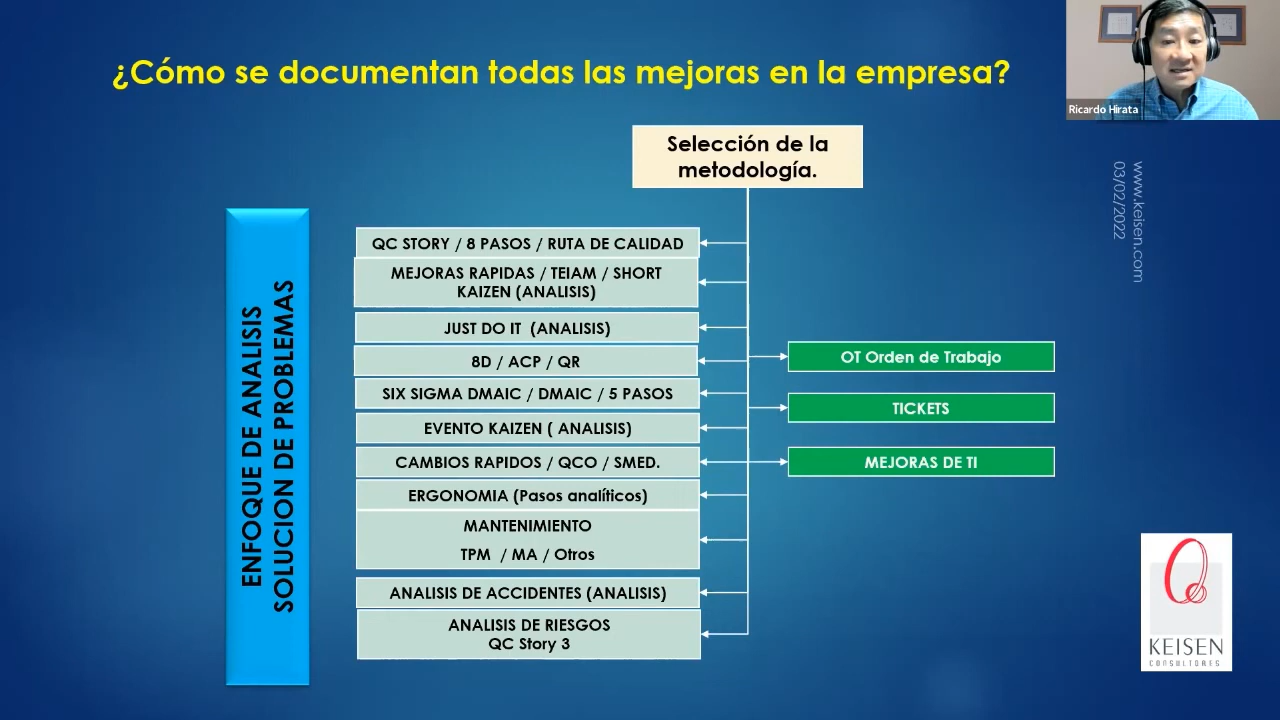 ¿Cómo se documentan todas las mejoras en la empresa?
Ricardo Hirata
www.keisen.com
03/02/2022
Selección de la
metodología.
ENFOQUE DE ANALISIS
SOLUCION DE PROBLEMAS
QC STORY / 8 PASOS / RUTA DE CALIDAD
MEJORAS RAPIDAS / TEIAM / SHORT
KAIZEN (ANALISIS)
JUST DO IT (ANALISIS)
8D / ACP / QR
SIX SIGMA DMAIC / DMAIC / 5 PASOS
EVENTO KAIZEN ( ANALISIS)
CAMBIOS RAPIDOS / QCO / SMED.
ERGONOMIA (Pasos analíticos)
MANTENIMIENTO
TPM / MA / Otros
ANALISIS DE ACCIDENTES (ANALISIS)
ANALISIS DE RIESGOS
QC Story 3
OT Orden de Trabajo
TICKETS
MEJORAS DE TI
KEISEN
CONSULTORES